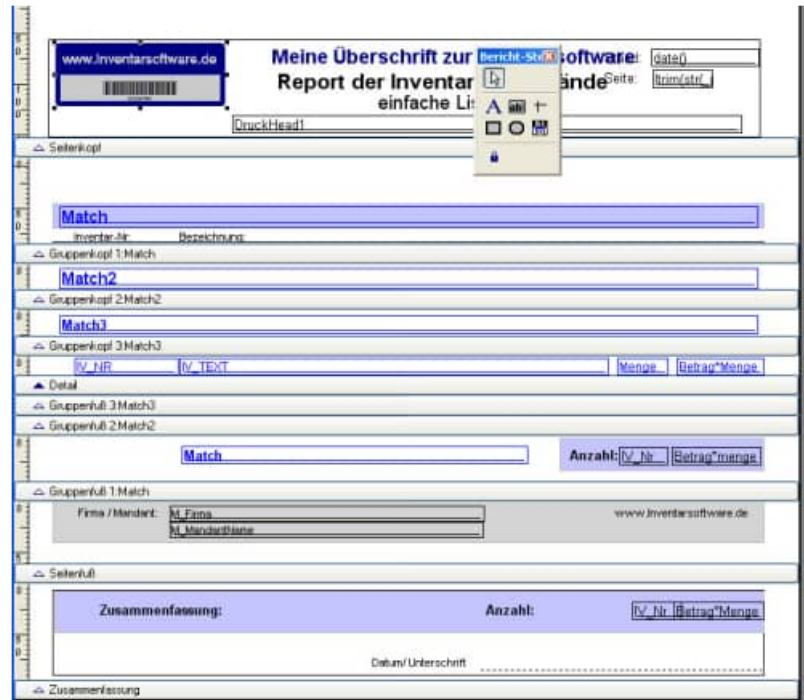 www.Inventarsoftware.de
Meine Überschrift zur
Bericht-St
software
date()
Report der Inventar
ände
Seite:
ltrim(str(_
einfache Li
DruckHead1
Seitenkopf
Match
Inventar-Nr:
Bezeichnung:
Gruppenkopf 1:Match
Match2
Gruppenkopf 2:Match2
Match3
Gruppenkopf 3:Match3
IV_NR
IV_TEXT
Menge
Betrag*Menge
Detail
Gruppenfuß 3:Match3
Gruppenfuß 2:Match2
Match
Anzahl:
IV_Nr
Betrag*menge
Gruppenfuß 1:Match
Firma / Mandant:
M_Firma
www.Inventarsoftware.de
M_MandantName
Seitenfuß
Zusammenfassung:
Anzahl:
IV_Nr
Betrag*Menge
Datum/ Unterschrift
Zusammenfassung